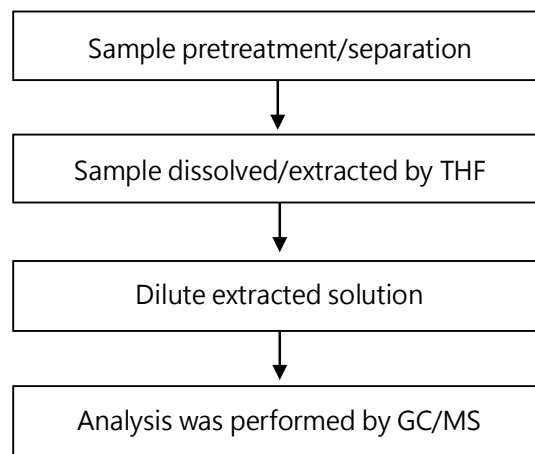 Sample pretreatment/separation
Sample dissolved/extracted by THF
Dilute extracted solution
Analysis was performed by GC/MS